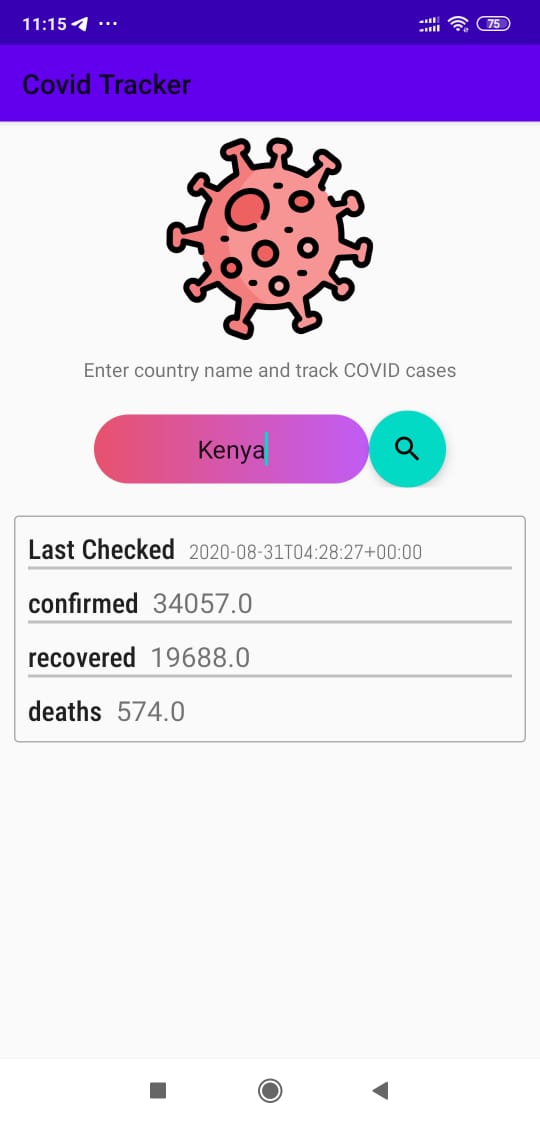 11:15 ... 75
Covid Tracker
Enter country name and track COVID cases
Kenya
Last Checked 2020-08-31T04:28:27+00:00
confirmed 34057.0
recovered 19688.0
deaths 574.0